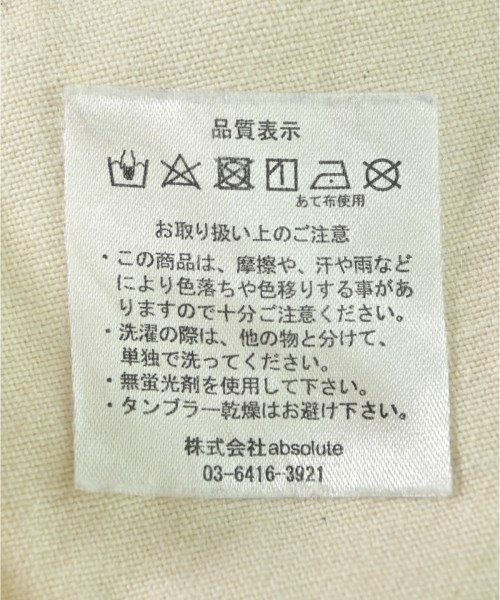 品質表示
あて布使用
お取り扱い上のご注意
・この商品は、摩擦や、汗や雨など
により色落ちや色移りする事があ
りますので十分ご注意ください。
・洗濯の際は、他の物と分けて、
単独で洗ってください。
・無蛍光剤を使用して下さい。
・タンブラー乾燥はお避け下さい。
株式会社absolute
03-6416-3921